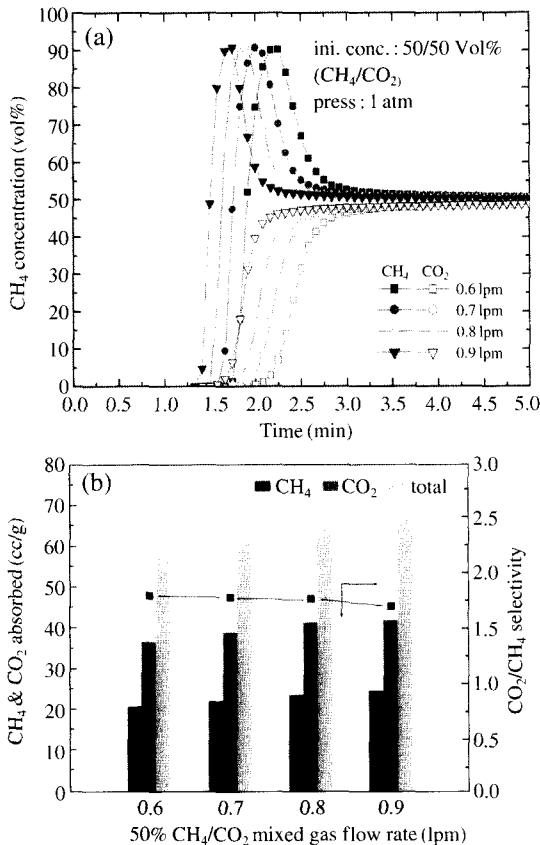 (a)
ini. conc. : 50/50 Vol%
(CH₄/CO₂)
press : 1 atm
CH₄ concentration (vol%)
100
90
80
70
60
50
40
30
20
10
0
CH₄ CO₂
0.6 lpm
0.7 lpm
0.8 lpm
0.9 lpm
0.0 0.5 1.0 1.5 2.0 2.5 3.0 3.5 4.0 4.5 5.0
Time (min)
(b)
CH₄ CO₂ total
CH₄ & CO₂ absorbed (cc/g)
80
70
60
50
40
30
20
10
0
3.0
2.5
2.0
1.5
1.0
0.5
0.0
CO₂/CH₄ selectivity
0.6 0.7 0.8 0.9
50% CH₄/CO₂ mixed gas flow rate (lpm)